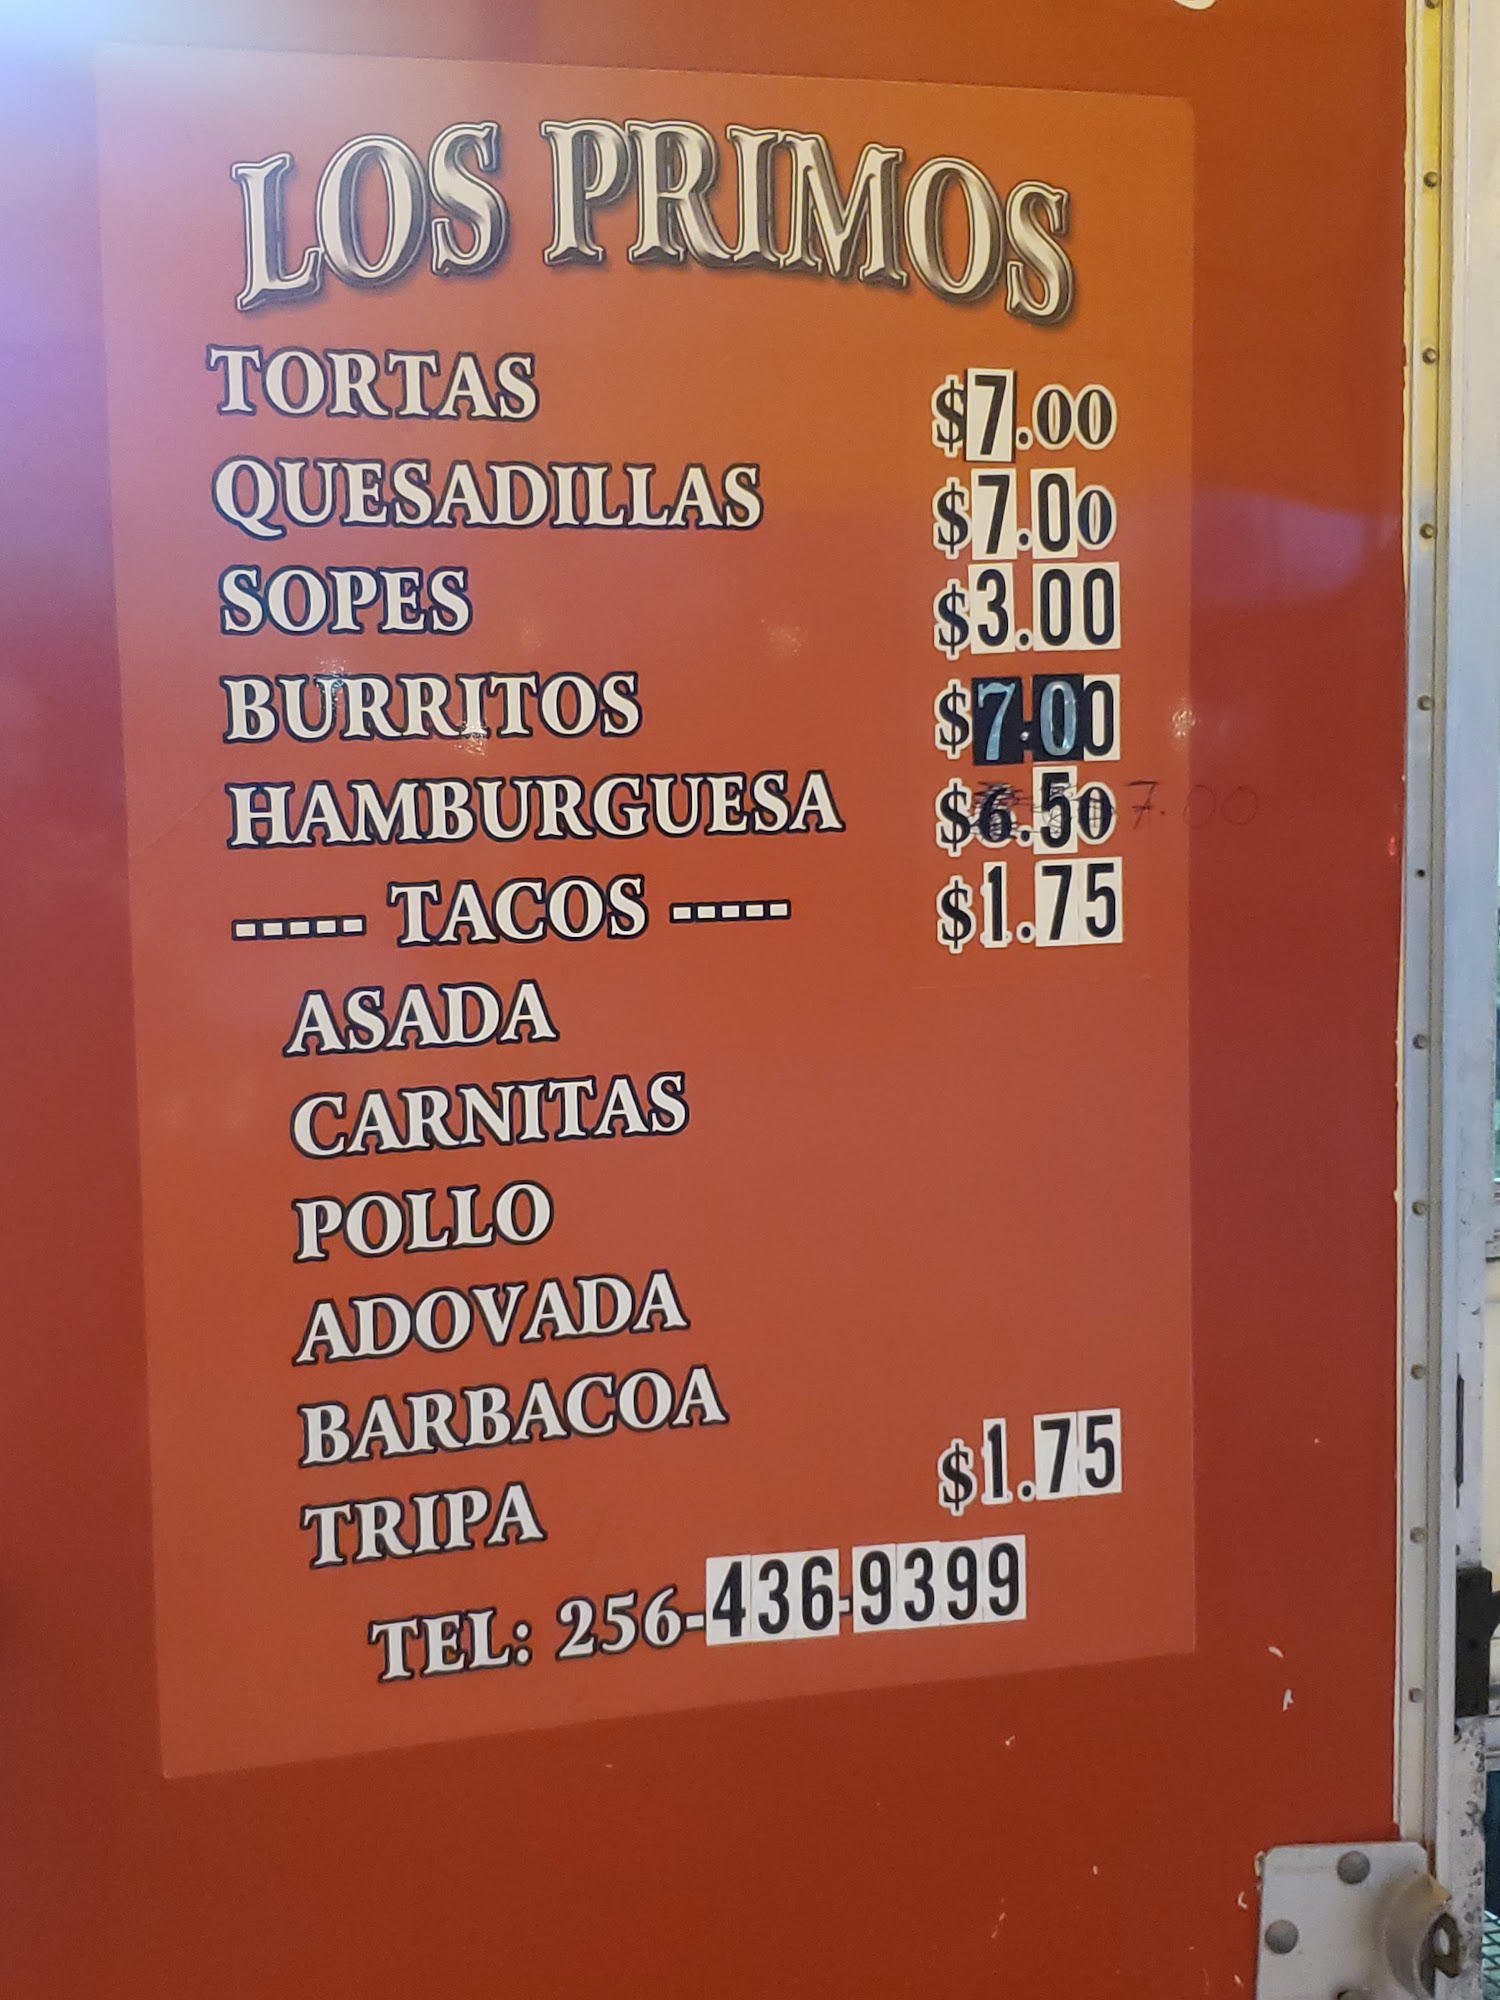 LOS PRIMOS
TORTAS $7.00
QUESADILLAS $7.00
SOPES $3.00
BURRITOS $7.00
HAMBURGUESA $6.50 7.00
----- TACOS ----- $1.75
ASADA
CARNITAS
POLLO
ADOVADA
BARBACOA
TRIPA $1.75
TEL: 256-436-9399